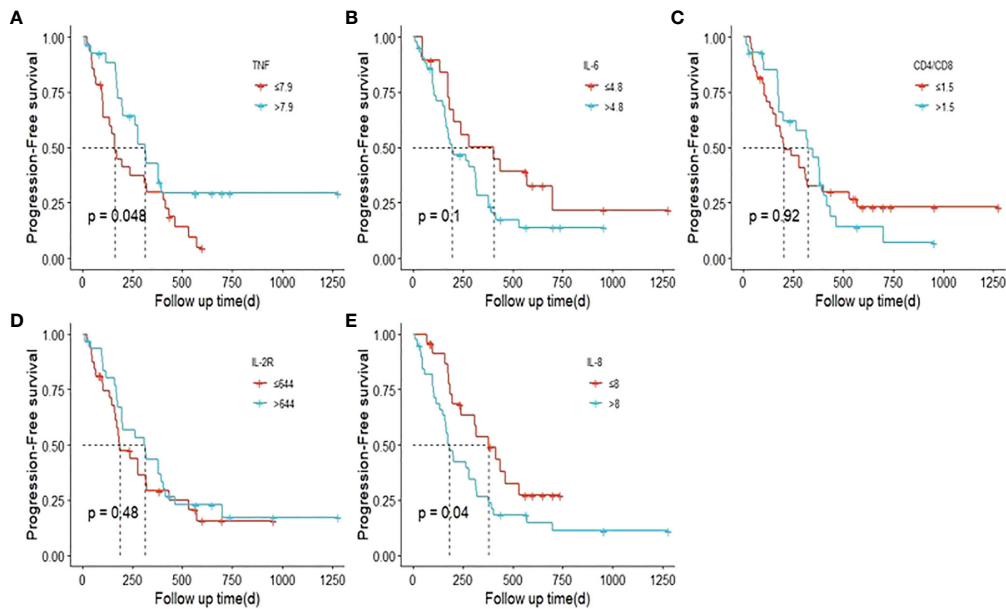 A
TNF
≤7.9
>7.9
Progression-Free survival
1.00
0.75
0.50
0.25
0.00
p = 0.048
0 250 500 750 1000 1250
Follow up time(d)
B
IL-6
≤4.8
>4.8
Progression-Free survival
1.00
0.75
0.50
0.25
0.00
p = 0.1
0 250 500 750 1000 1250
Follow up time(d)
C
CD4/CD8
≤1.5
>1.5
Progression-Free survival
1.00
0.75
0.50
0.25
0.00
p = 0.92
0 250 500 750 1000 1250
Follow up time(d)
D
IL-2R
≤644
>644
Progression-Free survival
1.00
0.75
0.50
0.25
0.00
p = 0.48
0 250 500 750 1000 1250
Follow up time(d)
E
IL-8
≤8
>8
Progression-Free survival
1.00
0.75
0.50
0.25
0.00
p = 0.04
0 250 500 750 1000 1250
Follow up time(d)